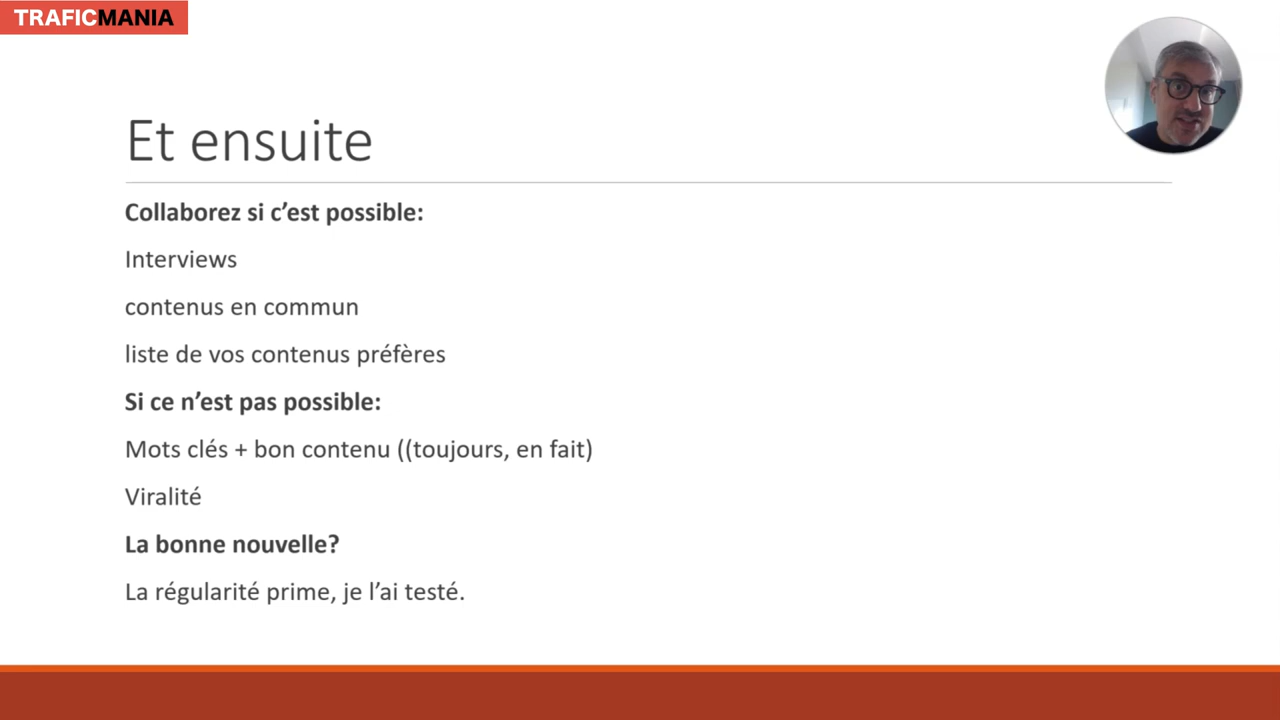 TRAFICMANIA
Et ensuite
Collaborez si c’est possible:
Interviews
contenus en commun
liste de vos contenus préfères
Si ce n’est pas possible:
Mots clés + bon contenu ((toujours, en fait)
Viralité
La bonne nouvelle?
La régularité prime, je l’ai testé.